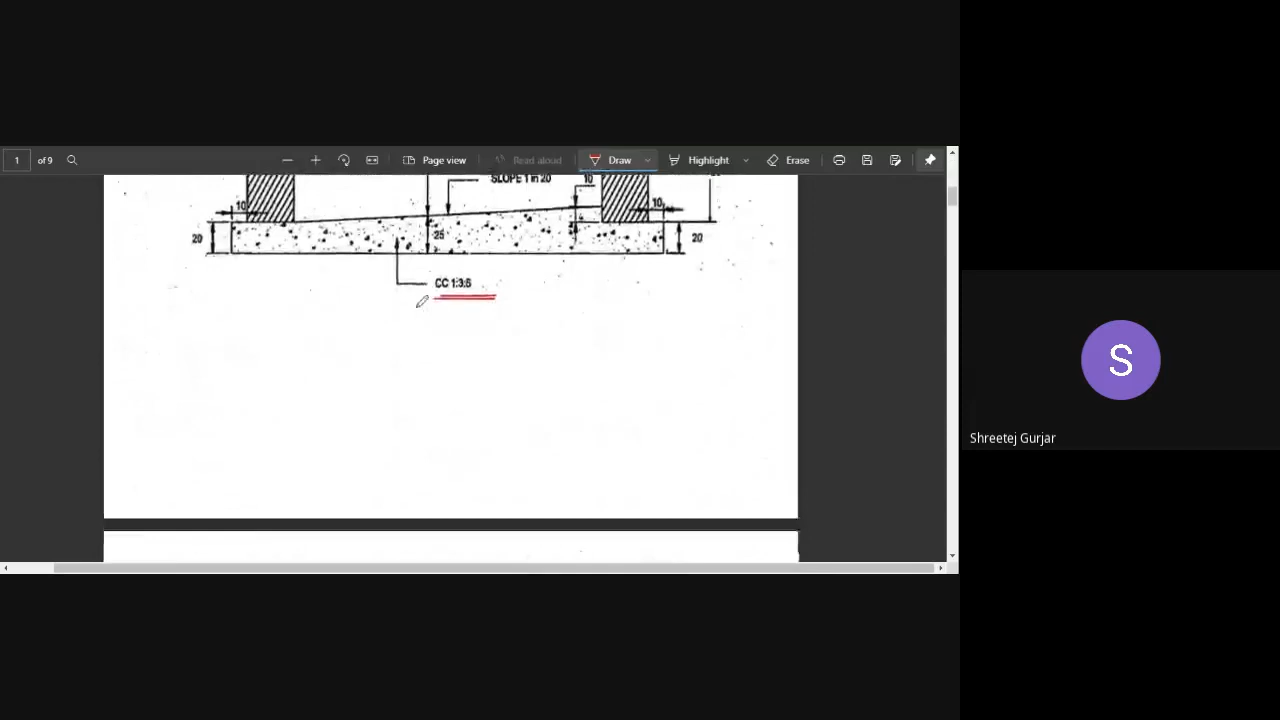 1 of 9 Page view Read aloud Draw Highlight Erase
SLOPE 1 in 20 10
10 10
20 25 20
CC 1:3:6
S
Shreetej Gurjar